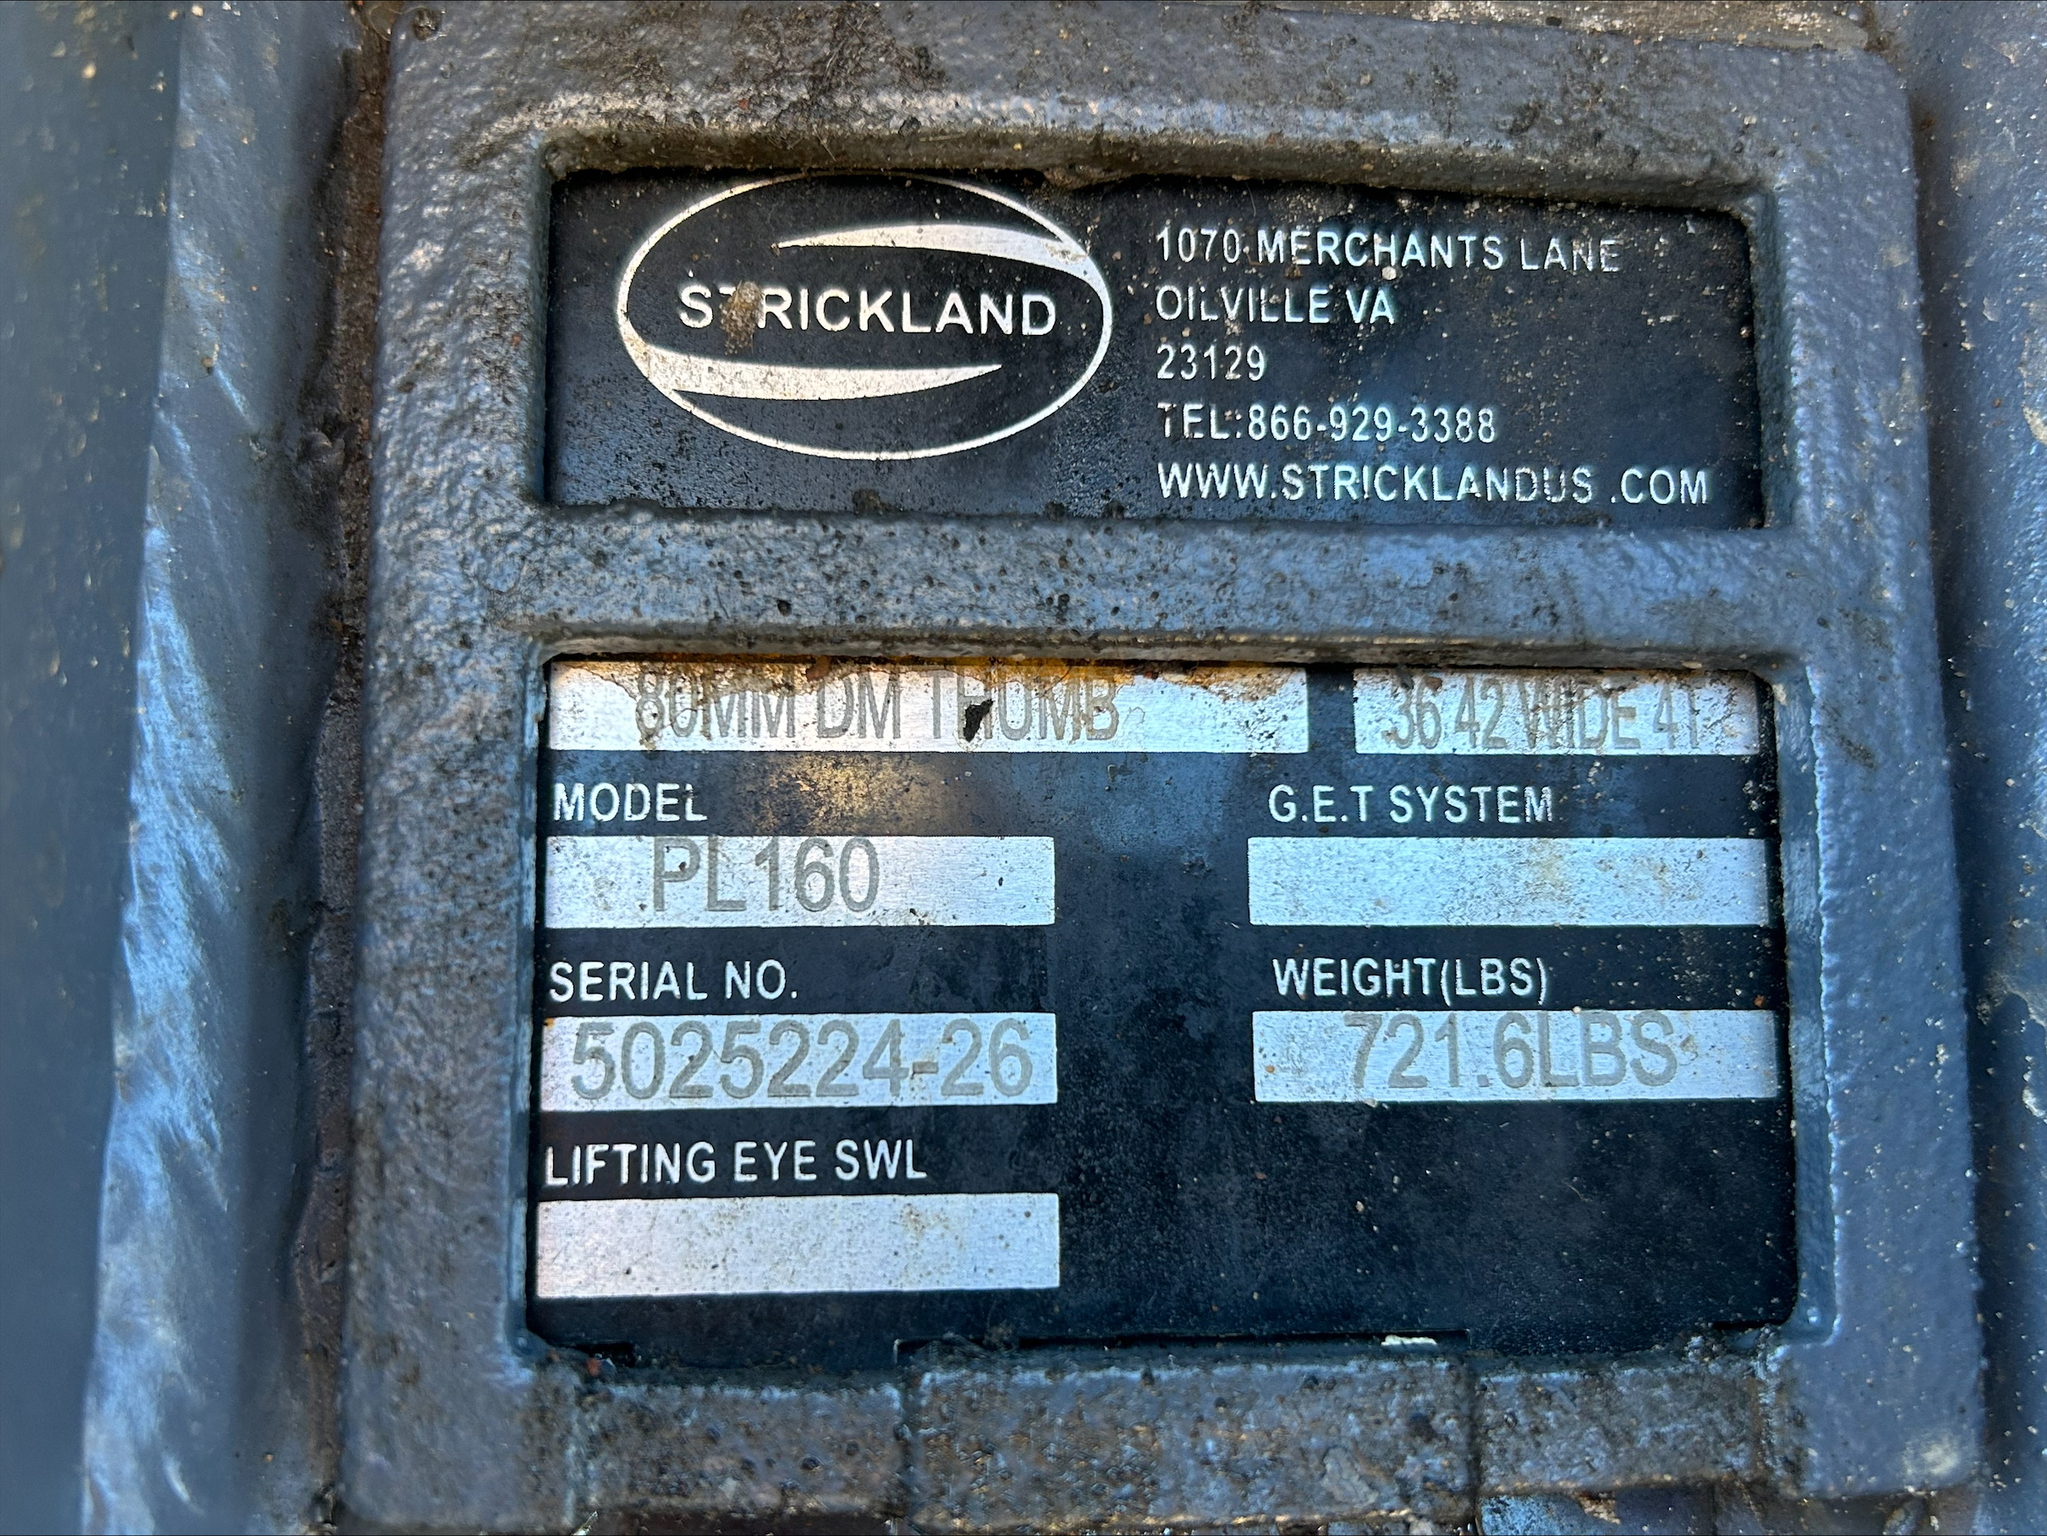 STRICKLAND
1070 MERCHANTS LANE
OILVILLE VA
23129
TEL:866-929-3388
WWW.STRICKLANDUS .COM
80MM DM THUMB
36 42 WIDE 4T
MODEL
G.E.T SYSTEM
PL160
SERIAL NO.
WEIGHT(LBS)
5025224-26
721.6LBS
LIFTING EYE SWL